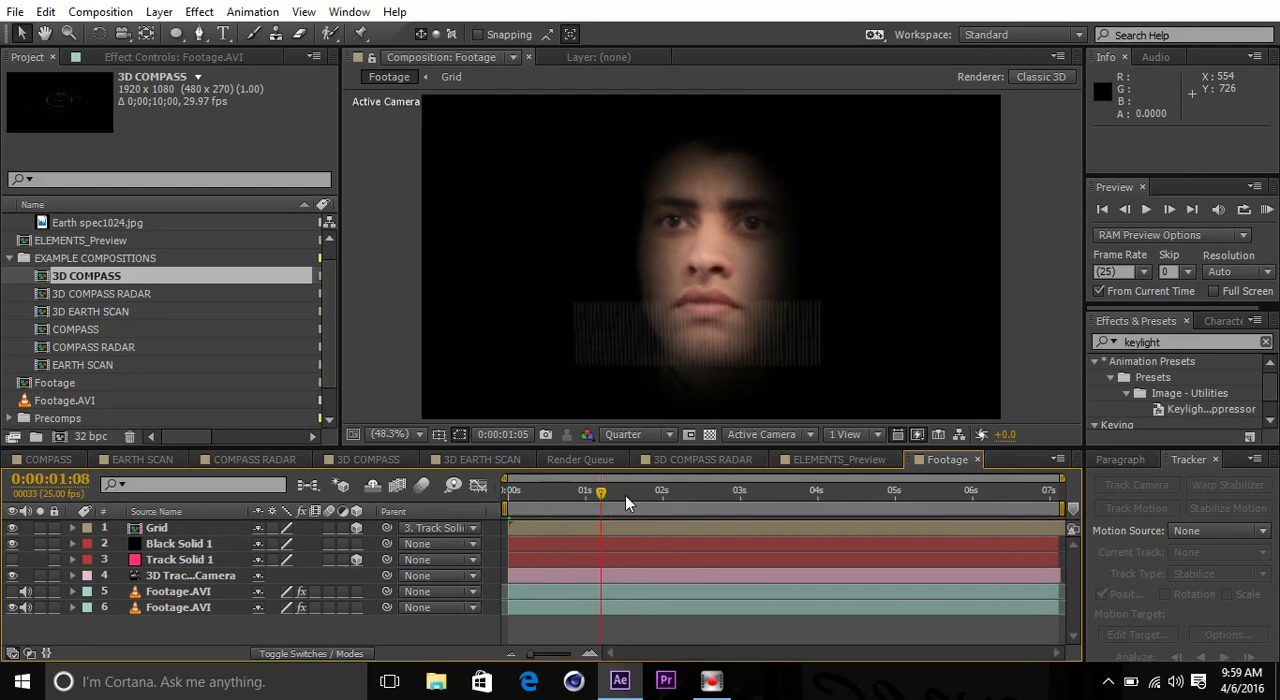 File Edit Composition Layer Effect Animation View Window Help
Snapping Workspace: Standard Search Help
Project Effect Controls: Footage.AVI Composition: Footage Layer: (none) Info Audio
3D COMPASS
1920 x 1080 (480 x 270) (1.00)
Δ 0;00;10;00, 29.97 fps
Footage Grid Renderer: Classic 3D
Active Camera
R :
G :
B :
A : 0.0000
X : 554
Y : 726
Name
Earth spec1024.jpg
ELEMENTS_Preview
EXAMPLE COMPOSITIONS
3D COMPASS
3D COMPASS RADAR
3D EARTH SCAN
COMPASS
COMPASS RADAR
EARTH SCAN
Footage
Footage.AVI
Precomps
32 bpc
Preview
RAM Preview Options
Frame Rate Skip Resolution
(25) 0 Auto
From Current Time Full Screen
Effects & Presets Characte
keylight
* Animation Presets
Presets
Image - Utilities
Keyligh...ppressor
Keying
(48.3%) 0:00:01:05 Quarter Active Camera 1 View +0.0
COMPASS EARTH SCAN COMPASS RADAR 3D COMPASS 3D EARTH SCAN Render Queue 3D COMPASS RADAR ELEMENTS_Preview Footage
Paragraph Tracker
0:00:01:08
00033 (25.00 fps)
:00s 01s 02s 03s 04s 05s 06s 07s
# Source Name Parent
1 Grid 3. Track Soli
2 Black Solid 1 None
3 Track Solid 1 None
4 3D Trac...Camera None
5 Footage.AVI None
6 Footage.AVI None
Toggle Switches / Modes
Track Camera Warp Stabilizer
Track Motion Stabilize Motion
Motion Source: None
Current Track: None
Track Type: Stabilize
Posit... Rotation Scale
Motion Target:
Edit Target... Options...
Analyze:
I'm Cortana. Ask me anything.
Ae Pr
9:59 AM
4/6/2016